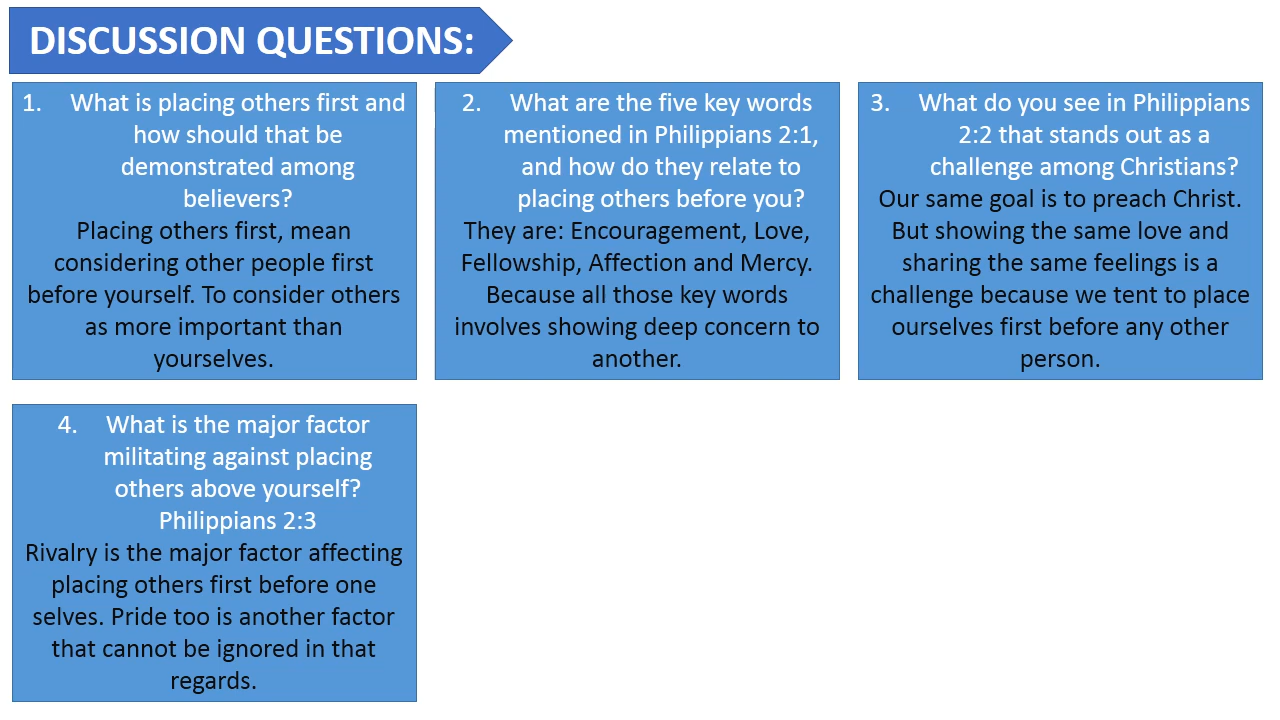 DISCUSSION QUESTIONS:
1. What is placing others first and
how should that be
demonstrated among
believers?
Placing others first, mean
considering other people first
before yourself. To consider others
as more important than
yourselves.
2. What are the five key words
mentioned in Philippians 2:1,
and how do they relate to
placing others before you?
They are: Encouragement, Love,
Fellowship, Affection and Mercy.
Because all those key words
involves showing deep concern to
another.
3. What do you see in Philippians
2:2 that stands out as a
challenge among Christians?
Our same goal is to preach Christ.
But showing the same love and
sharing the same feelings is a
challenge because we tent to place
ourselves first before any other
person.
4. What is the major factor
militating against placing
others above yourself?
Philippians 2:3
Rivalry is the major factor affecting
placing others first before one
selves. Pride too is another factor
that cannot be ignored in that
regards.